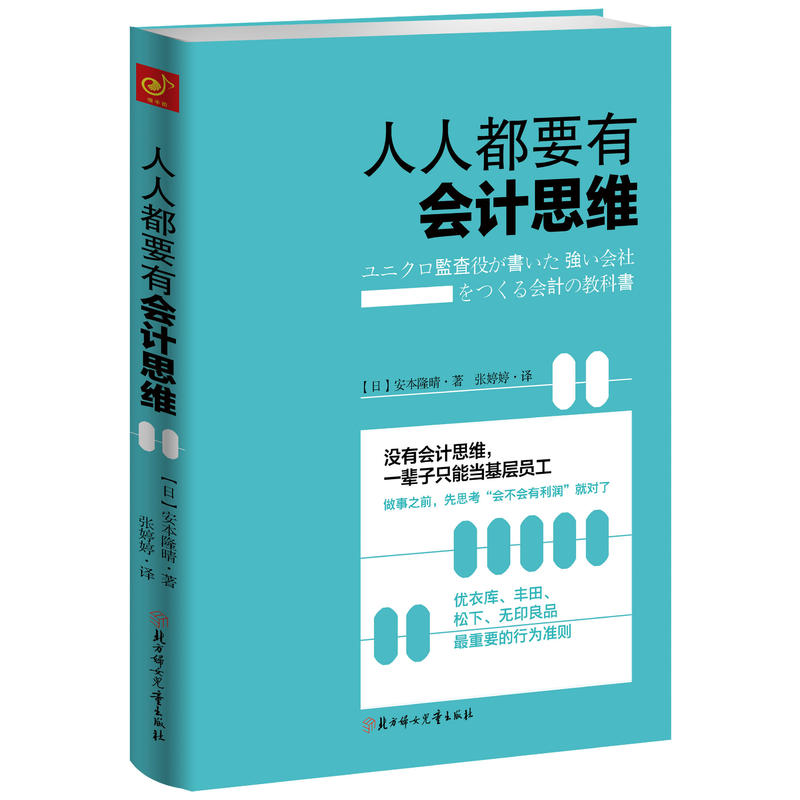 人人都要有
会计思维
ユニクロ監査役が書いた 強い会社
をつくる会計の教科書
【日】安本隆晴·著 张婷婷·译
没有会计思维，
一辈子只能当基层员工
做事之前，先思考“会不会有利润”就对了
优衣库、丰田、
松下、无印良品
最重要的行为准则
北方妇女儿童出版社
人人都要有会计思维
【日】安本隆晴·著
张婷婷·译
北方妇女儿童出版社